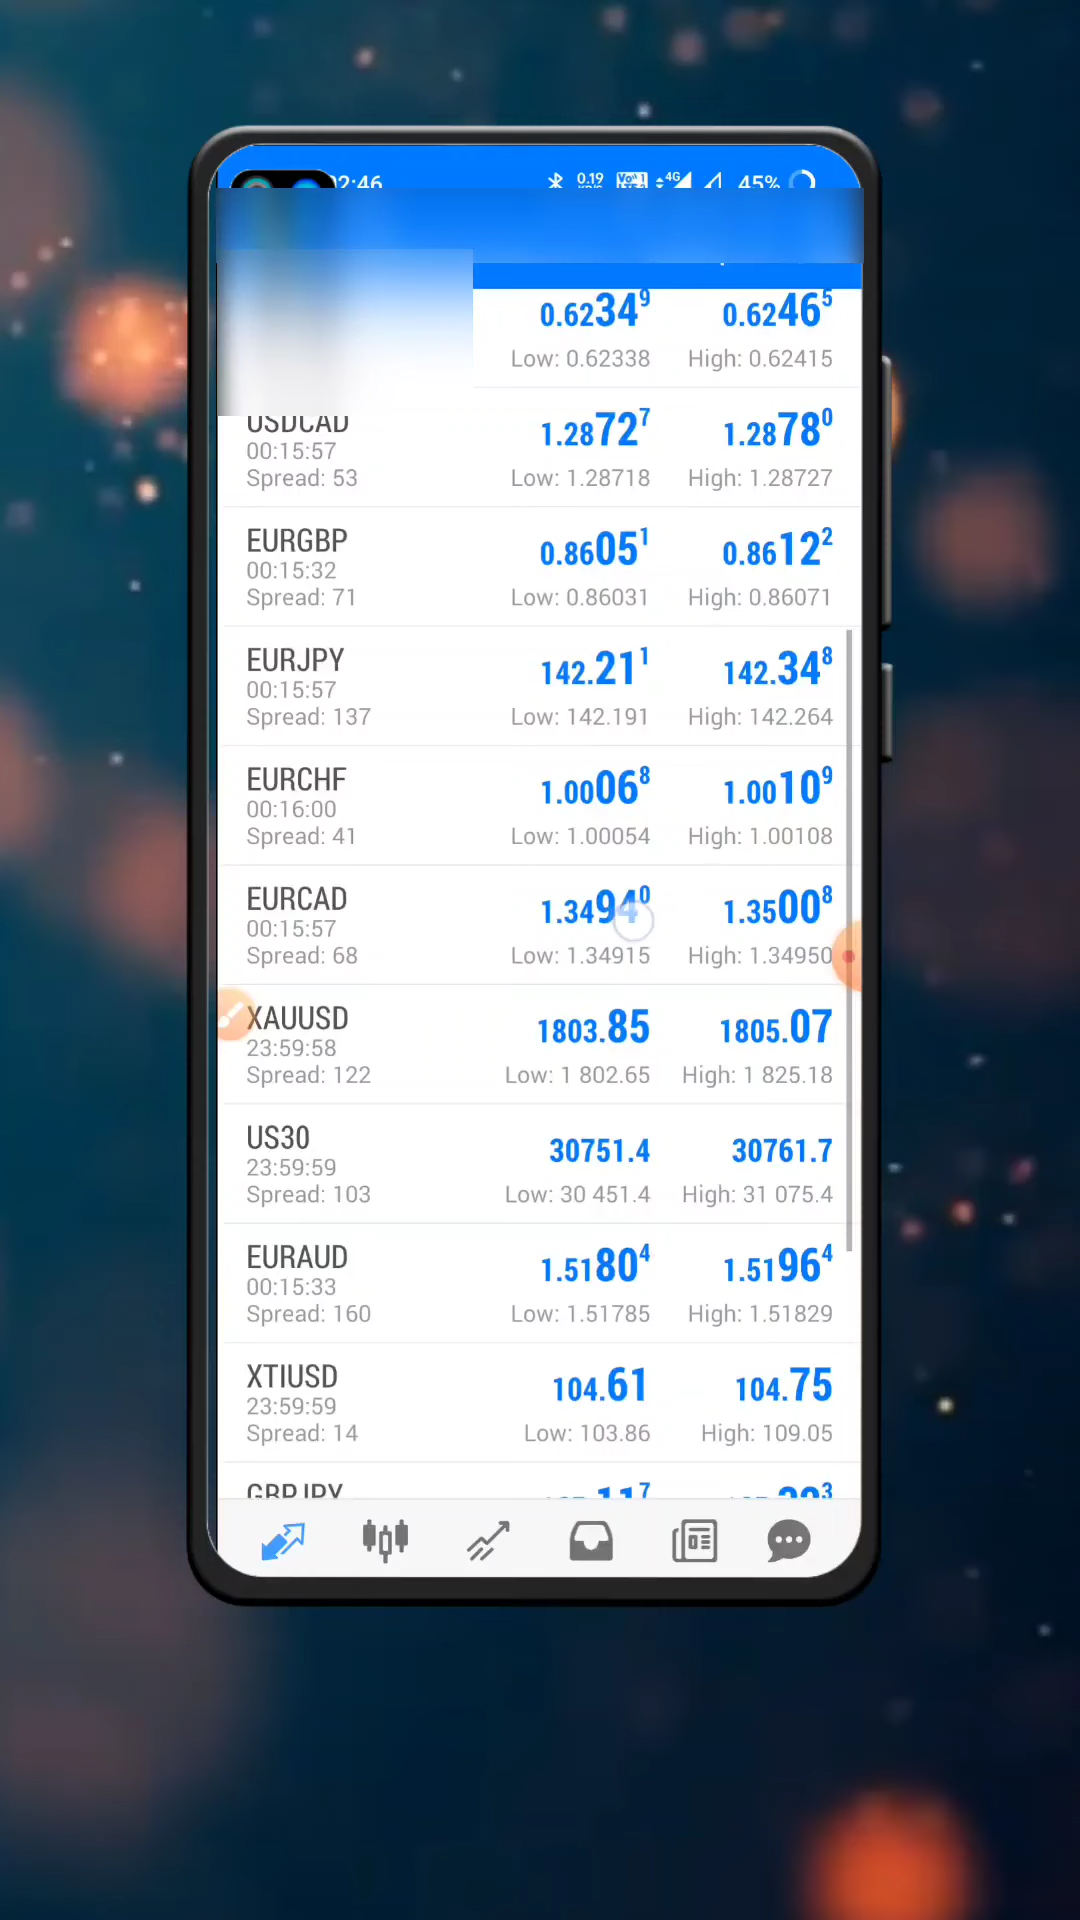 02:46 0.19 4G 45%
0.62349 0.62465
Low: 0.62338 High: 0.62415
USDCAD 1.28727 1.28780
00:15:57
Spread: 53 Low: 1.28718 High: 1.28727
EURGBP 0.86051 0.86122
00:15:32
Spread: 71 Low: 0.86031 High: 0.86071
EURJPY 142.211 142.348
00:15:57
Spread: 137 Low: 142.191 High: 142.264
EURCHF 1.00068 1.00109
00:16:00
Spread: 41 Low: 1.00054 High: 1.00108
EURCAD 1.34940 1.35008
00:15:57
Spread: 68 Low: 1.34915 High: 1.34950
XAUUSD 1803.85 1805.07
23:59:58
Spread: 122 Low: 1 802.65 High: 1 825.18
US30 30751.4 30761.7
23:59:59
Spread: 103 Low: 30 451.4 High: 31 075.4
EURAUD 1.51804 1.51964
00:15:33
Spread: 160 Low: 1.51785 High: 1.51829
XTIUSD 104.61 104.75
23:59:59
Spread: 14 Low: 103.86 High: 109.05
GBPJPY